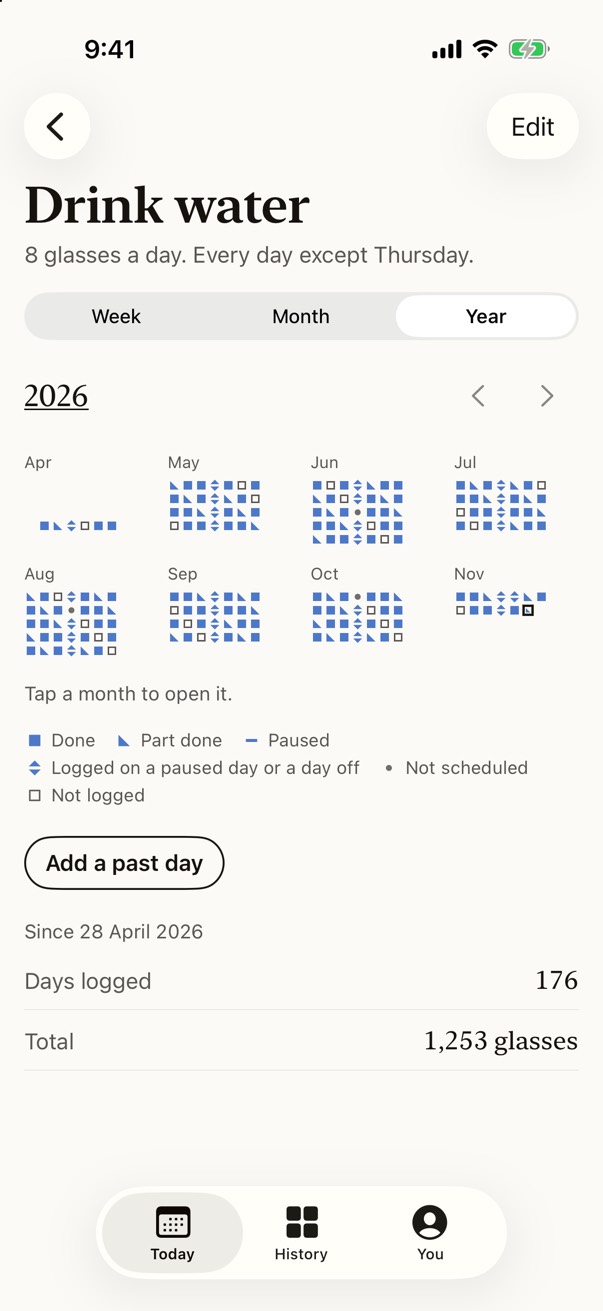 9:41
Edit
Drink water
8 glasses a day. Every day except Thursday.
Week Month Year
2026
Apr May Jun Jul
Aug Sep Oct Nov
Tap a month to open it.
Done Part done Paused
Logged on a paused day or a day off Not scheduled
Not logged
Add a past day
Since 28 April 2026
Days logged 176
Total 1,253 glasses
Today History You